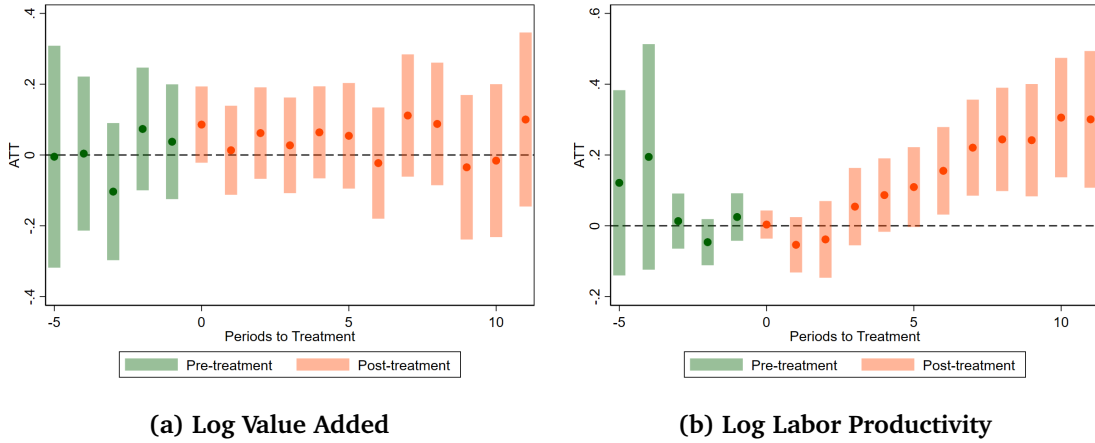 .4
.2
0
-.2
-.4
ATT
-5
0
5
10
Periods to Treatment
Pre-treatment
Post-treatment
(a) Log Value Added
.6
.4
.2
0
-.2
ATT
-5
0
5
10
Periods to Treatment
Pre-treatment
Post-treatment
(b) Log Labor Productivity